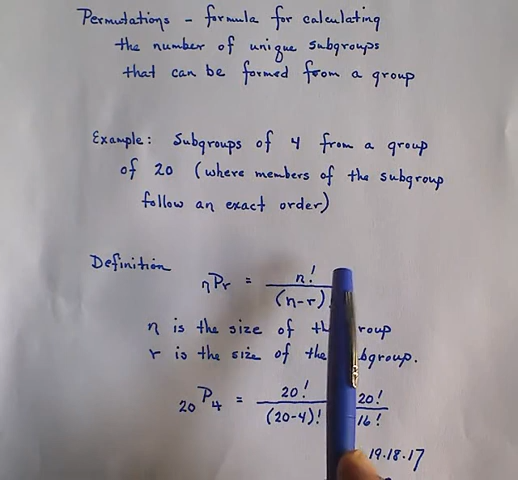 Permutations - formula for calculating
the number of unique subgroups
that can be formed from a group
Example: Subgroups of 4 from a group
of 20 (where members of the subgroup
follow an exact order)
Definition
nPr = n! / (n-r)
n is the size of th roup
r is the size of the bgroup.
20P4 = 20! / (20-4)! 20! / 16!
19.18.17